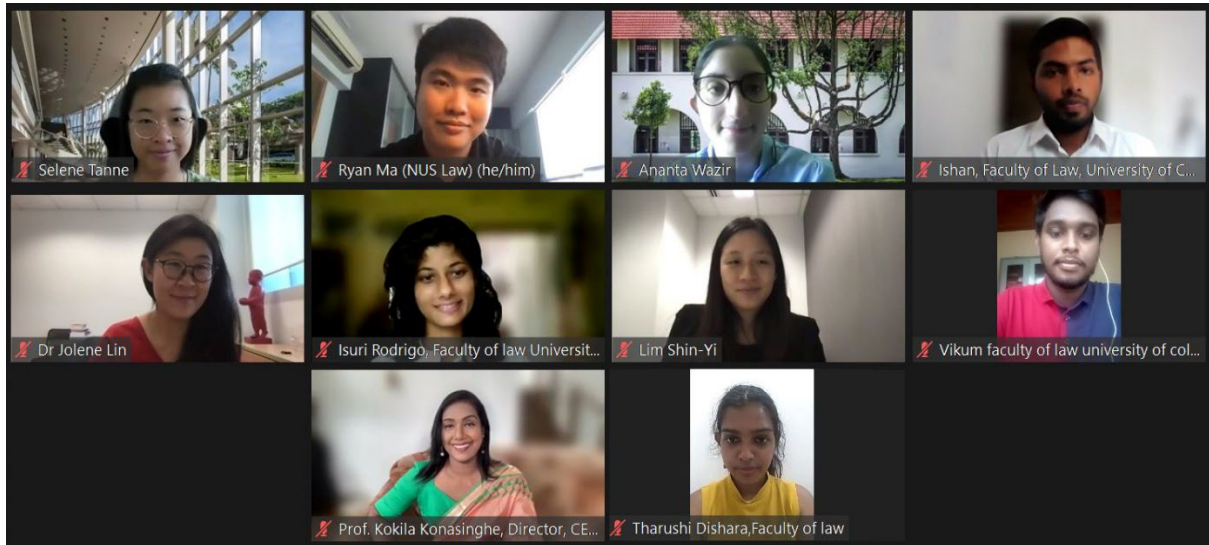 Selene Tanne
Ryan Ma (NUS Law) (he/him)
Ananta Wazir
Ishan, Faculty of Law, University of C...
Dr Jolene Lin
Isuri Rodrigo, Faculty of law Universit...
Lim Shin-Yi
Vikum faculty of law university of col...
Prof. Kokila Konasinghe, Director, CE...
Tharushi Dishara,Faculty of law